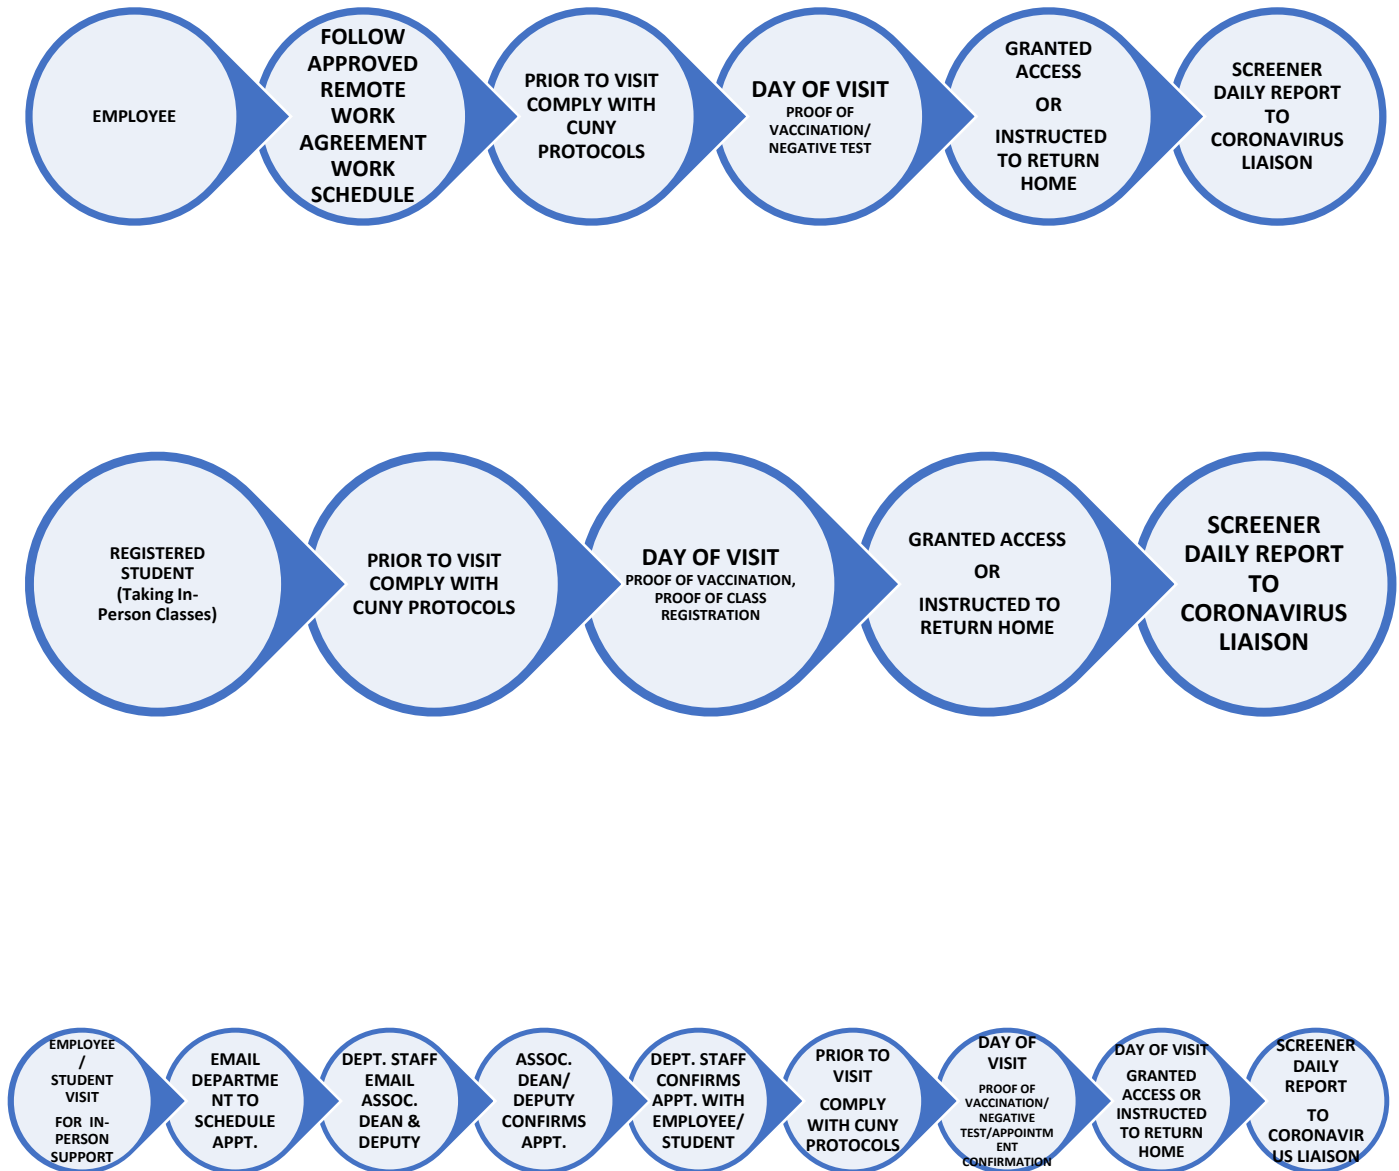 EMPLOYEE
FOLLOW
APPROVED
REMOTE
WORK
AGREEMENT
WORK
SCHEDULE
PRIOR TO VISIT
COMPLY WITH
CUNY
PROTOCOLS
DAY OF VISIT
PROOF OF
VACCINATION/
NEGATIVE TEST
GRANTED
ACCESS
OR
INSTRUCTED
TO RETURN
HOME
SCREENER
DAILY REPORT
TO
CORONAVIRUS
LIAISON
REGISTERED
STUDENT
(Taking In-
Person Classes)
PRIOR TO VISIT
COMPLY WITH
CUNY PROTOCOLS
DAY OF VISIT
PROOF OF VACCINATION,
PROOF OF CLASS
REGISTRATION
GRANTED ACCESS
OR
INSTRUCTED TO
RETURN HOME
SCREENER
DAILY REPORT
TO
CORONAVIRUS
LIAISON
EMPLOYEE
/
STUDENT
VISIT
FOR IN-
PERSON
SUPPORT
EMAIL
DEPARTME
NT TO
SCHEDULE
APPT.
DEPT. STAFF
EMAIL
ASSOC.
DEAN &
DEPUTY
ASSOC.
DEAN/
DEPUTY
CONFIRMS
APPT.
DEPT. STAFF
CONFIRMS
APPT. WITH
EMPLOYEE/
STUDENT
PRIOR TO
VISIT
COMPLY
WITH CUNY
PROTOCOLS
DAY OF
VISIT
PROOF OF
VACCINATION/
NEGATIVE
TEST/APPOINTM
ENT
CONFIRMATION
DAY OF VISIT
GRANTED
ACCESS OR
INSTRUCTED
TO RETURN
HOME
SCREENER
DAILY
REPORT
TO
CORONAVIR
US LIAISON